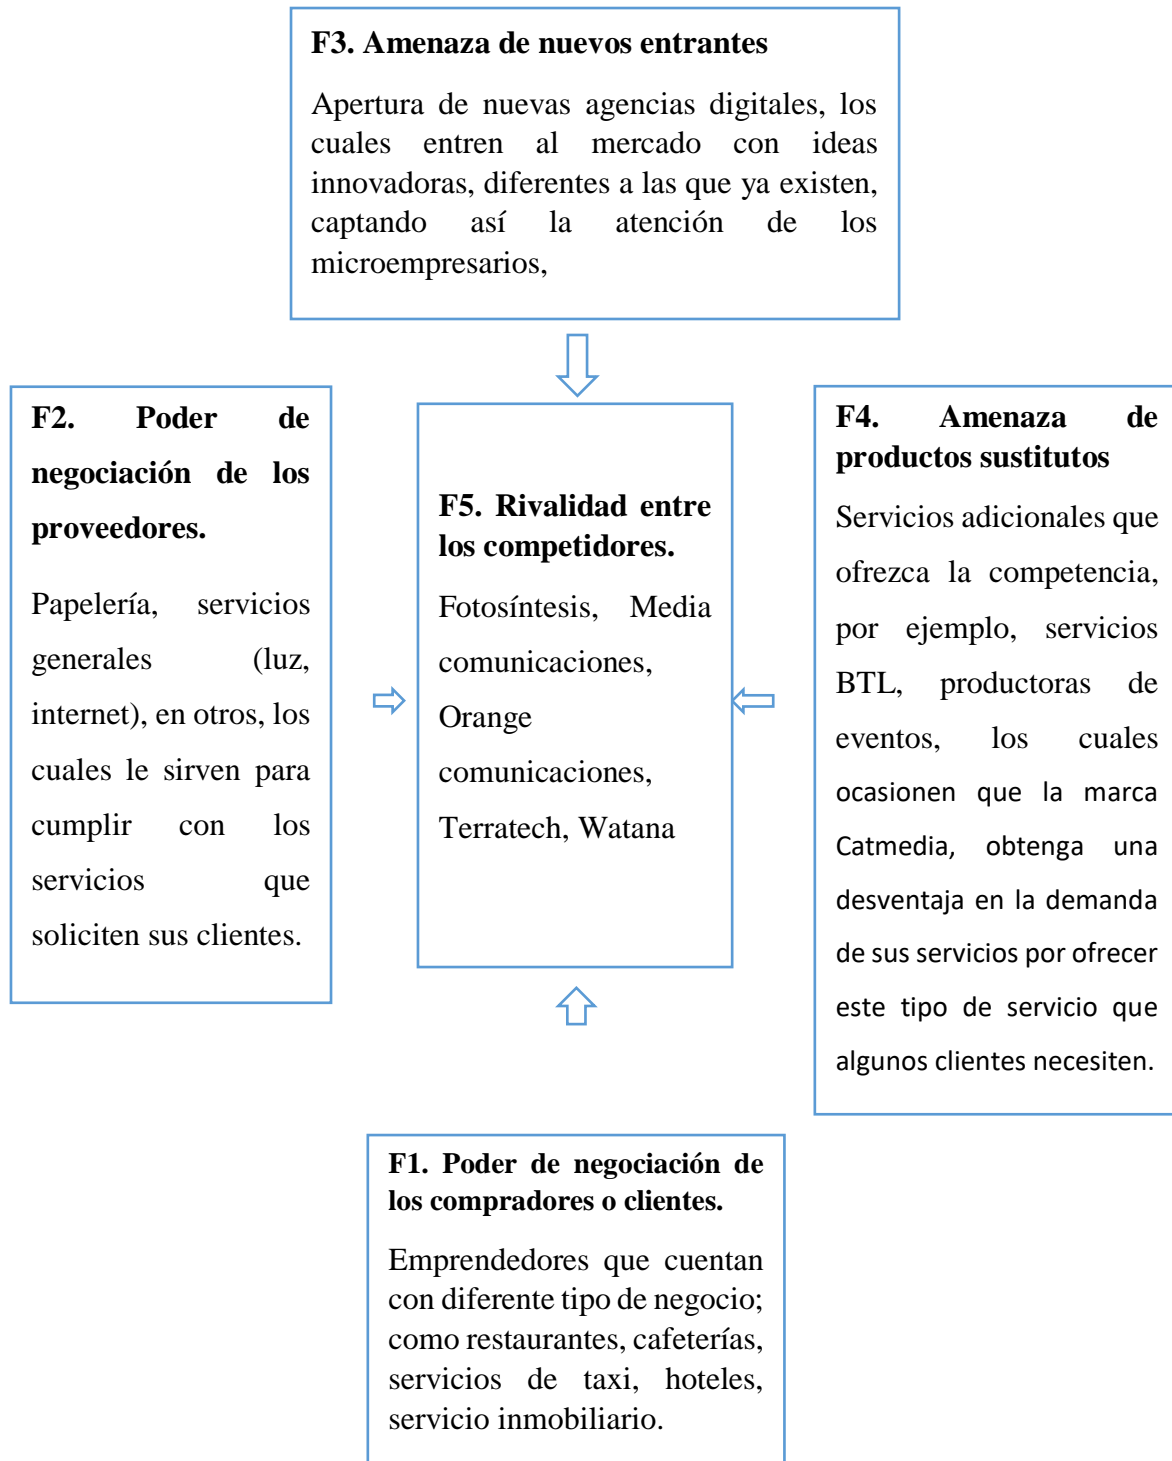 F3. Amenaza de nuevos entrantes
Apertura de nuevas agencias digitales, los
cuales entren al mercado con ideas
innovadoras, diferentes a las que ya existen,
captando así la atención de los
microempresarios,
F2. Poder de
negociación de los
proveedores.
Papelería, servicios
generales (luz,
internet), en otros, los
cuales le sirven para
cumplir con los
servicios que
soliciten sus clientes.
F5. Rivalidad entre
los competidores.
Fotosíntesis, Media
comunicaciones,
Orange
comunicaciones,
Terratech, Watana
F4. Amenaza de
productos sustitutos
Servicios adicionales que
ofrezca la competencia,
por ejemplo, servicios
BTL, productoras de
eventos, los cuales
ocasionen que la marca
Catmedia, obtenga una
desventaja en la demanda
de sus servicios por ofrecer
este tipo de servicio que
algunos clientes necesiten.
F1. Poder de negociación de
los compradores o clientes.
Emprendedores que cuentan
con diferente tipo de negocio;
como restaurantes, cafeterías,
servicios de taxi, hoteles,
servicio inmobiliario.